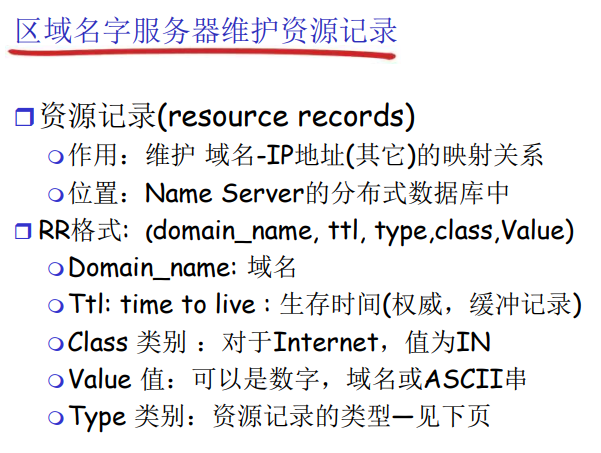 区域名字服务器维护资源记录
资源记录(resource records)
作用：维护 域名-IP地址(其它)的映射关系
位置：Name Server的分布式数据库中
RR格式: (domain_name, ttl, type,class,Value)
Domain_name: 域名
Ttl: time to live : 生存时间(权威，缓冲记录)
Class 类别 ：对于Internet，值为IN
Value 值：可以是数字，域名或ASCII串
Type 类别：资源记录的类型—见下页